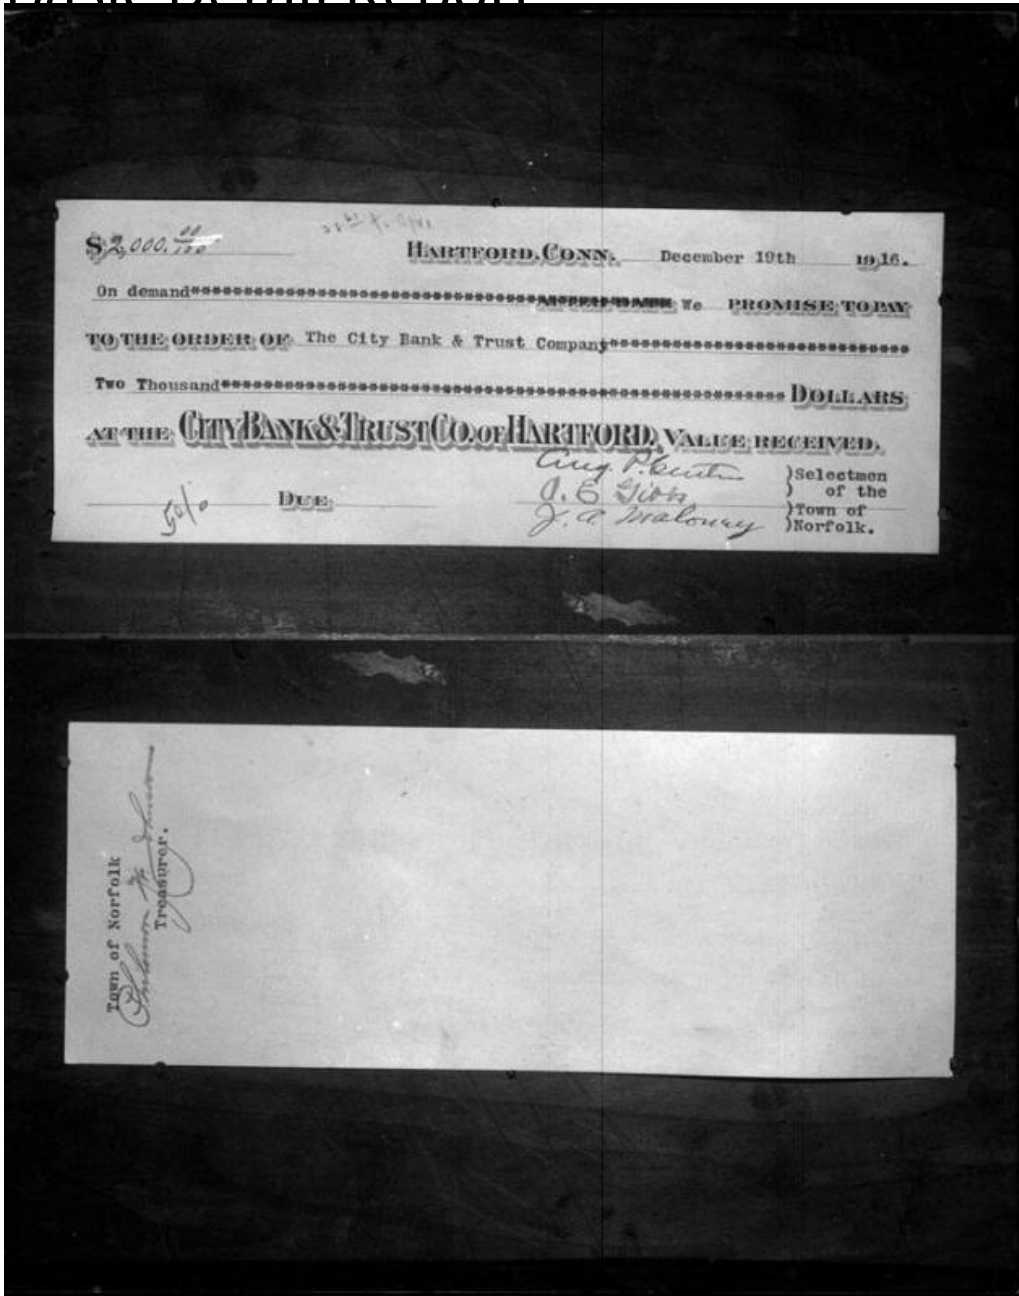 $2,000. 00/100 HARTFORD, CONN. December 19th 1916.
On demand************************************************ We PROMISE TO PAY
TO THE ORDER OF The City Bank & Trust Company******************************
Two Thousand******************************************************** DOLLARS
AT THE CITY BANK & TRUST CO. OF HARTFORD, VALUE RECEIVED.
)Selectmen
O. E Gibbs ) of the
5% DUE J. A. Maloney )Town of
)Norfolk.
Town of Norfolk
Treasurer.